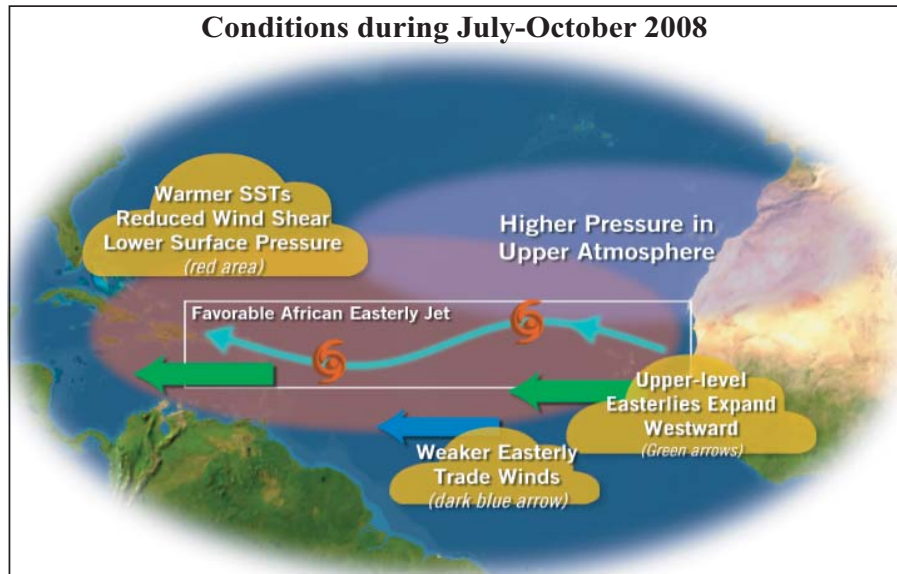 Conditions during July-October 2008
Warmer SSTs
Reduced Wind Shear
Lower Surface Pressure
(red area)
Higher Pressure in
Upper Atmosphere
Favorable African Easterly Jet
Upper-level
Easterlies Expand
Westward
(Green arrows)
Weaker Easterly
Trade Winds
(dark blue arrow)